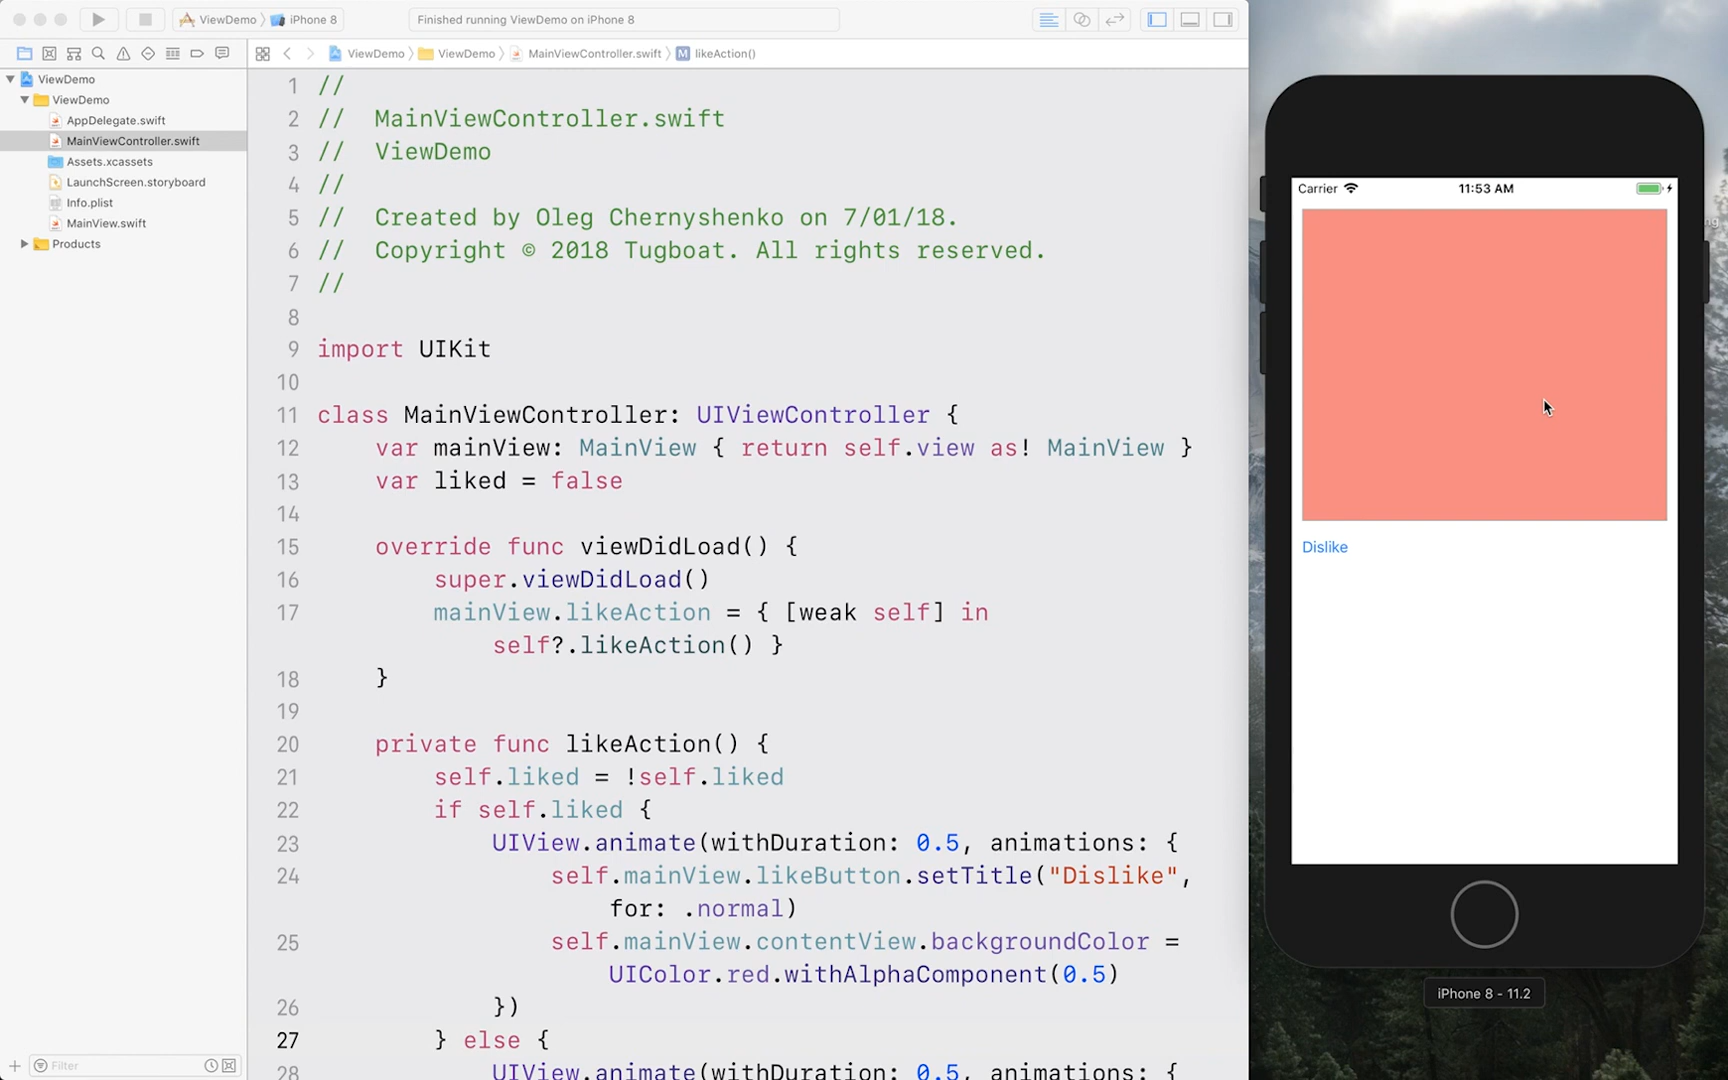 ViewDemo iPhone 8
Finished running ViewDemo on iPhone 8
ViewDemo ViewDemo MainViewController.swift M likeAction()
ViewDemo
ViewDemo
AppDelegate.swift
MainViewController.swift
Assets.xcassets
LaunchScreen.storyboard
Info.plist
MainView.swift
Products
Filter
1 //
2 // MainViewController.swift
3 // ViewDemo
4 //
5 // Created by Oleg Chernyshenko on 7/01/18.
6 // Copyright © 2018 Tugboat. All rights reserved.
7 //
8
9 import UIKit
10
11 class MainViewController: UIViewController {
12 var mainView: MainView { return self.view as! MainView }
13 var liked = false
14
15 override func viewDidLoad() {
16 super.viewDidLoad()
17 mainView.likeAction = { [weak self] in
self?.likeAction() }
18 }
19
20 private func likeAction() {
21 self.liked = !self.liked
22 if self.liked {
23 UIView.animate(withDuration: 0.5, animations: {
24 self.mainView.likeButton.setTitle("Dislike",
for: .normal)
25 self.mainView.contentView.backgroundColor =
UIColor.red.withAlphaComponent(0.5)
26 })
27 } else {
28 UIView.animate(withDuration: 0.5, animations: {
Carrier 11:53 AM
Dislike
iPhone 8 - 11.2